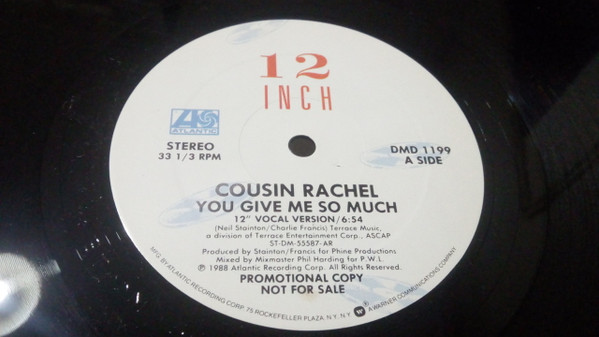 12
INCH
ATLANTIC
STEREO
33 1/3 RPM
DMD 1199
A SIDE
COUSIN RACHEL
YOU GIVE ME SO MUCH
12" VOCAL VERSION/6:54
(Neil Stainton/Charlie Francis) Terrace Music,
a division of Terrace Entertainment Corp., ASCAP
ST-DM-55587-AR
Produced by Stainton/Francis for Phine Productions
Mixed by Mixmaster Phil Harding for P.W.L.
℗ 1988 Atlantic Recording Corp. All Rights Reserved.
PROMOTIONAL COPY
NOT FOR SALE
MFG. BY ATLANTIC RECORDING CORP. 75 ROCKEFELLER PLAZA, N.Y. N.Y. A WARNER COMMUNICATIONS COMPANY